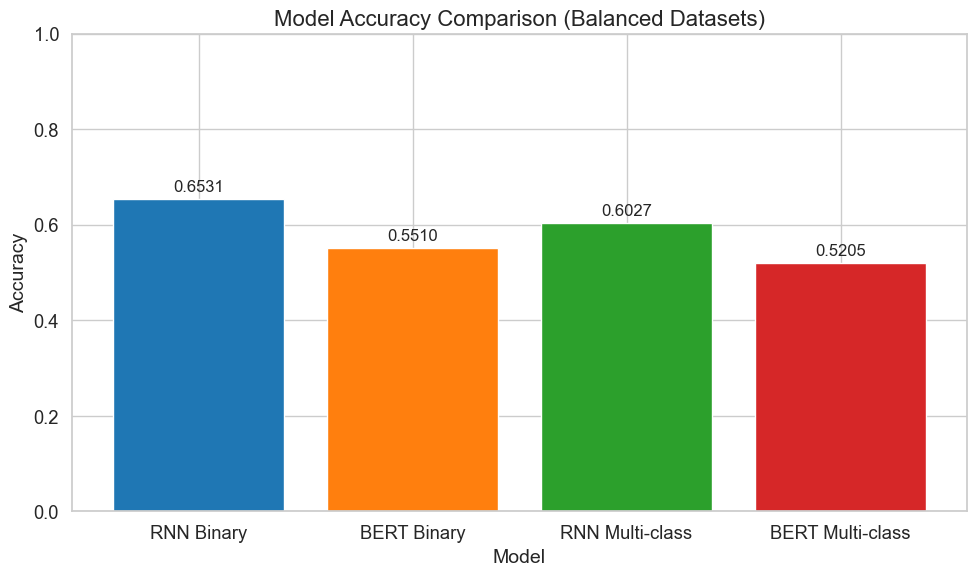 Model Accuracy Comparison (Balanced Datasets)
1.0
0.8
0.6
0.4
0.2
0.0
Accuracy
0.6531
0.5510
0.6027
0.5205
RNN Binary
BERT Binary
RNN Multi-class
BERT Multi-class
Model